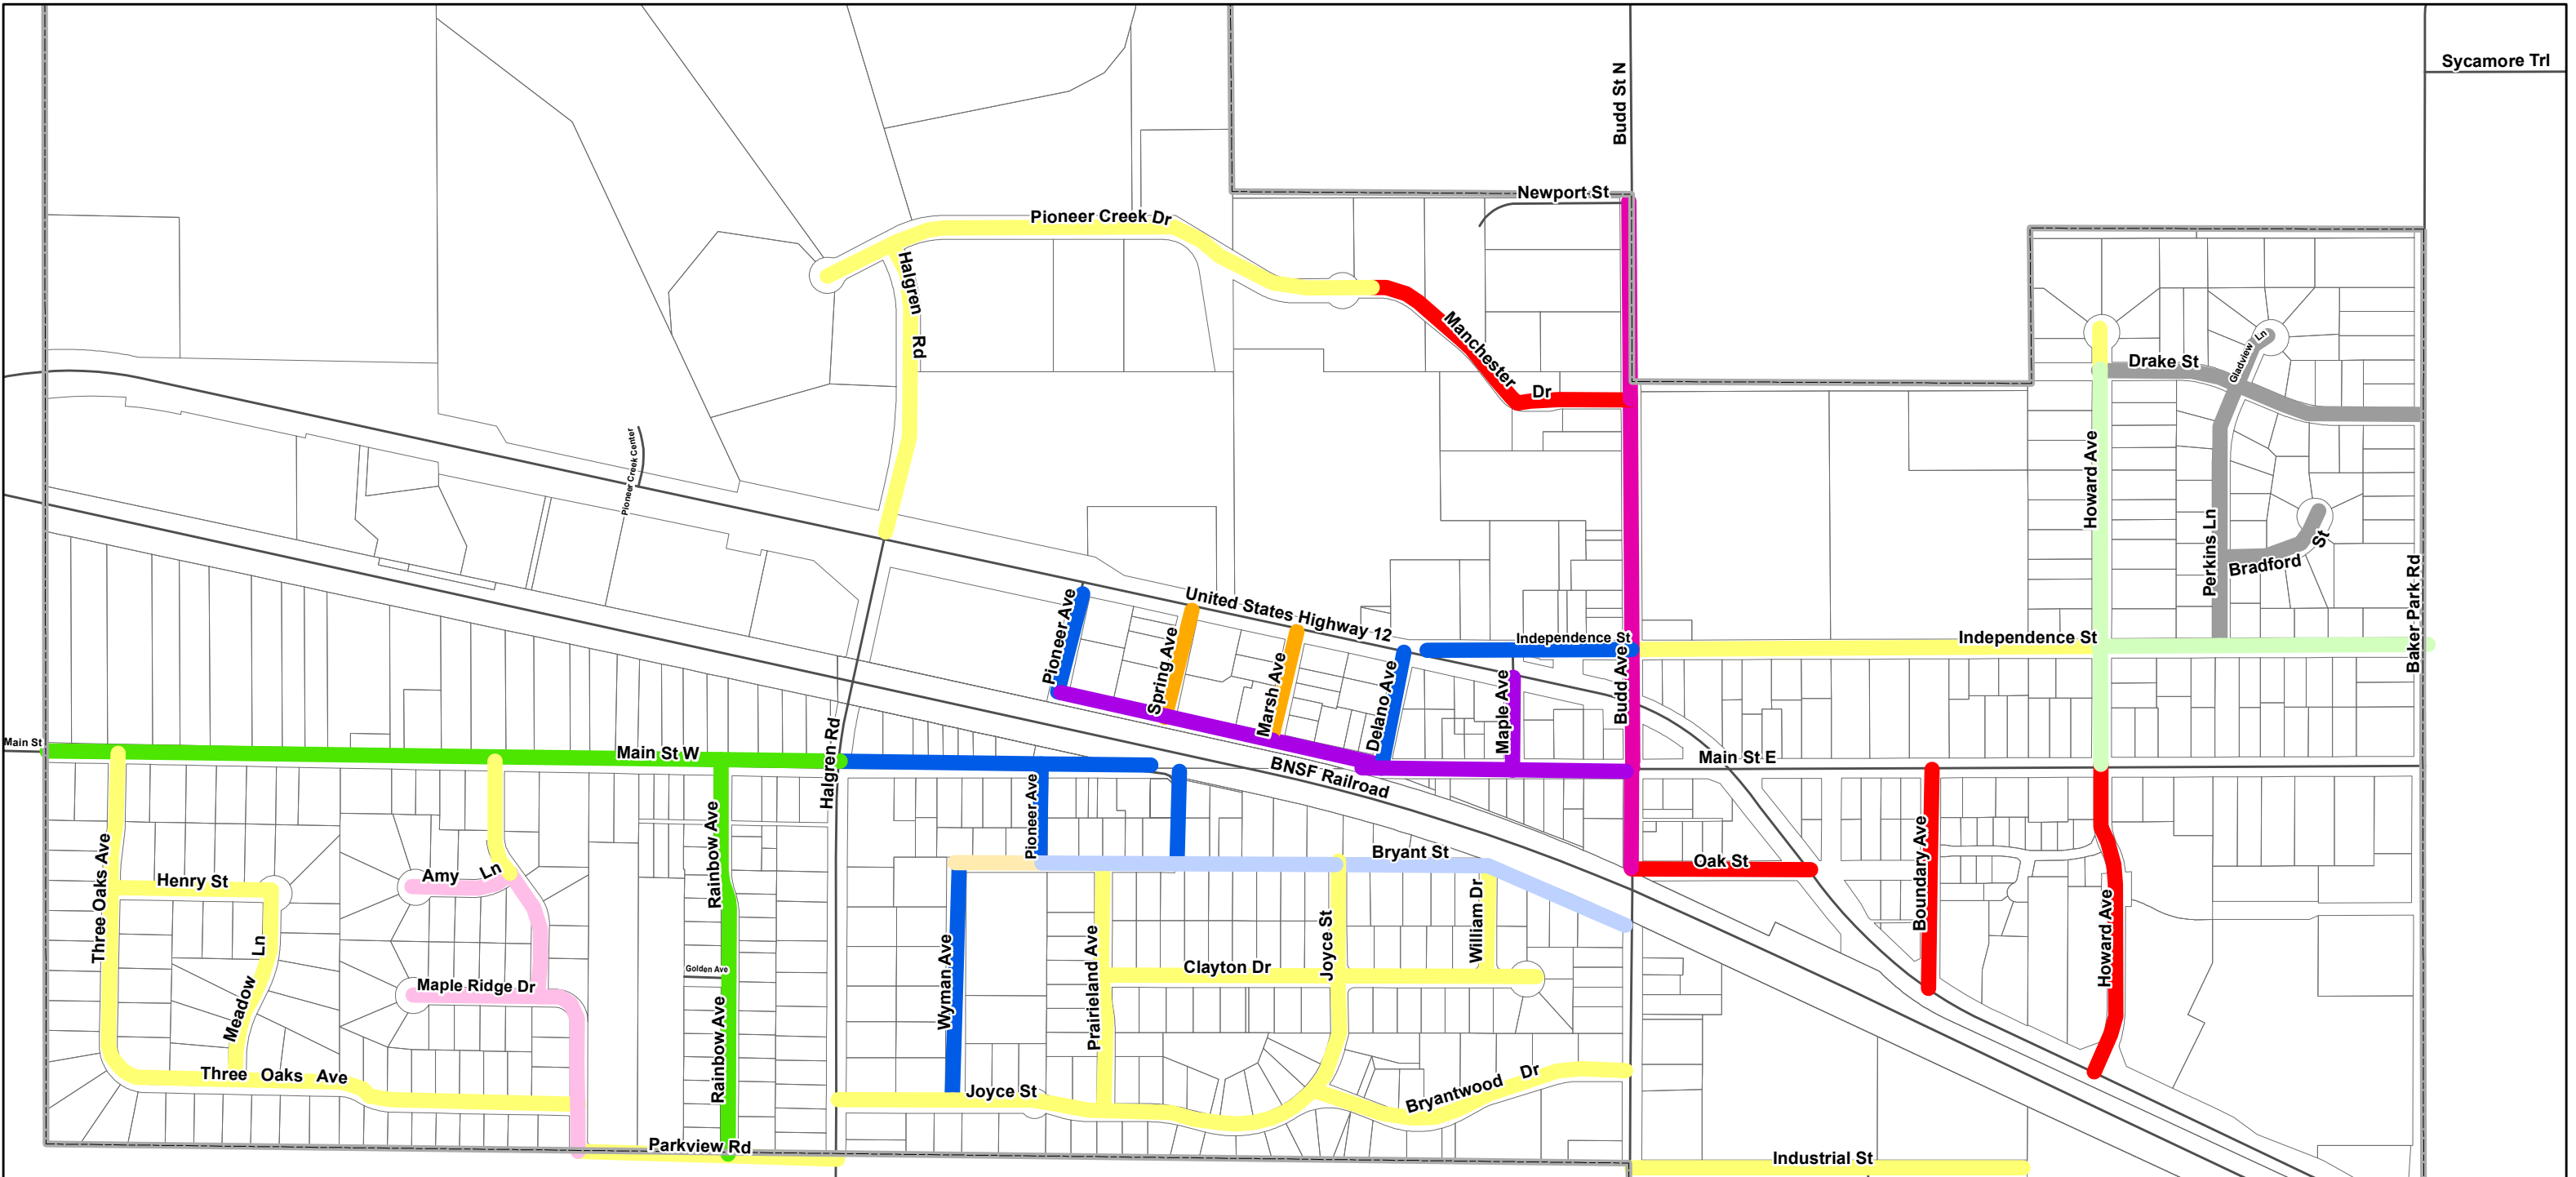 Sycamore Trl
Budd St N
Newport St
Pioneer Creek Dr
Halgren Rd
Manchester Dr
Drake St
Gladview Ln
Howard Ave
Pioneer Creek Center
Perkins Ln
Bradford St
Baker Park Rd
United States Highway 12
Pioneer Ave
Spring Ave
Marsh Ave
Delano Ave
Maple Ave
Independence St
Budd Ave
Independence St
Main St
Main St W
Halgren Rd
BNSF Railroad
Main St E
Three Oaks Ave
Henry St
Amy Ln
Rainbow Ave
Pioneer Ave
Bryant St
Oak St
Boundary Ave
Howard Ave
Meadow Ln
Maple Ridge Dr
Golden Ave
Rainbow Ave
Wyman Ave
Prairieland Ave
Clayton Dr
Joyce St
William Dr
Three Oaks Ave
Joyce St
Bryantwood Dr
Parkview Rd
Industrial St